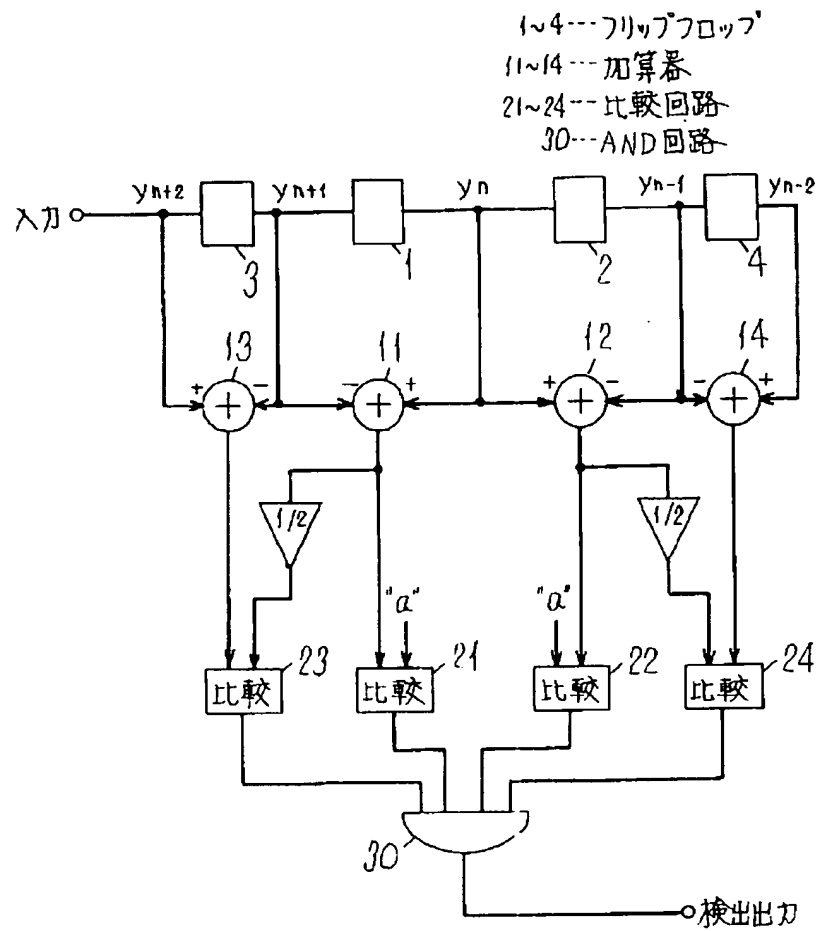 1~4…フリップフロップ
11~14…加算器
21~24…比較回路
30…AND回路
入力
yn+2
yn+1
yn
yn-1
yn-2
3
1
2
4
13
11
12
14
+
-
-
+
+
-
-
+
+
+
+
+
1/2
1/2
"a"
"a"
23
21
22
24
比較
比較
比較
比較
30
検出出力